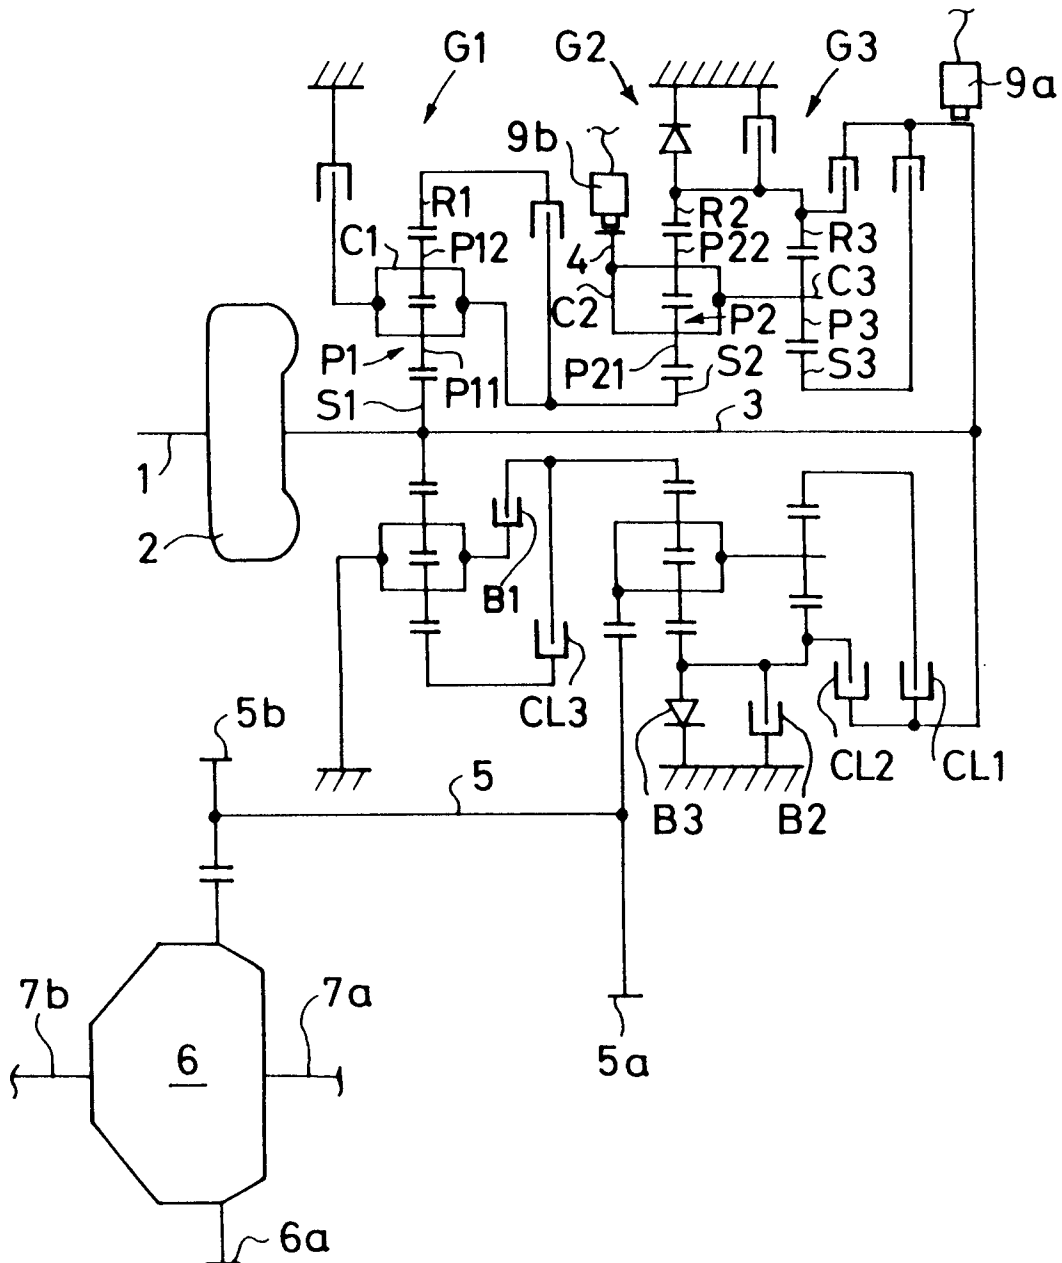 G1 G2 G3
9a
9b
R1 R2
C1 P12 4 P22 R3
C3
C2 P2 P3
P1 P21 S2 S3
S1 P11 3
1
2
B1
CL3
5b CL2 CL1
5 B3 B2
7b 7a
6 5a
6a